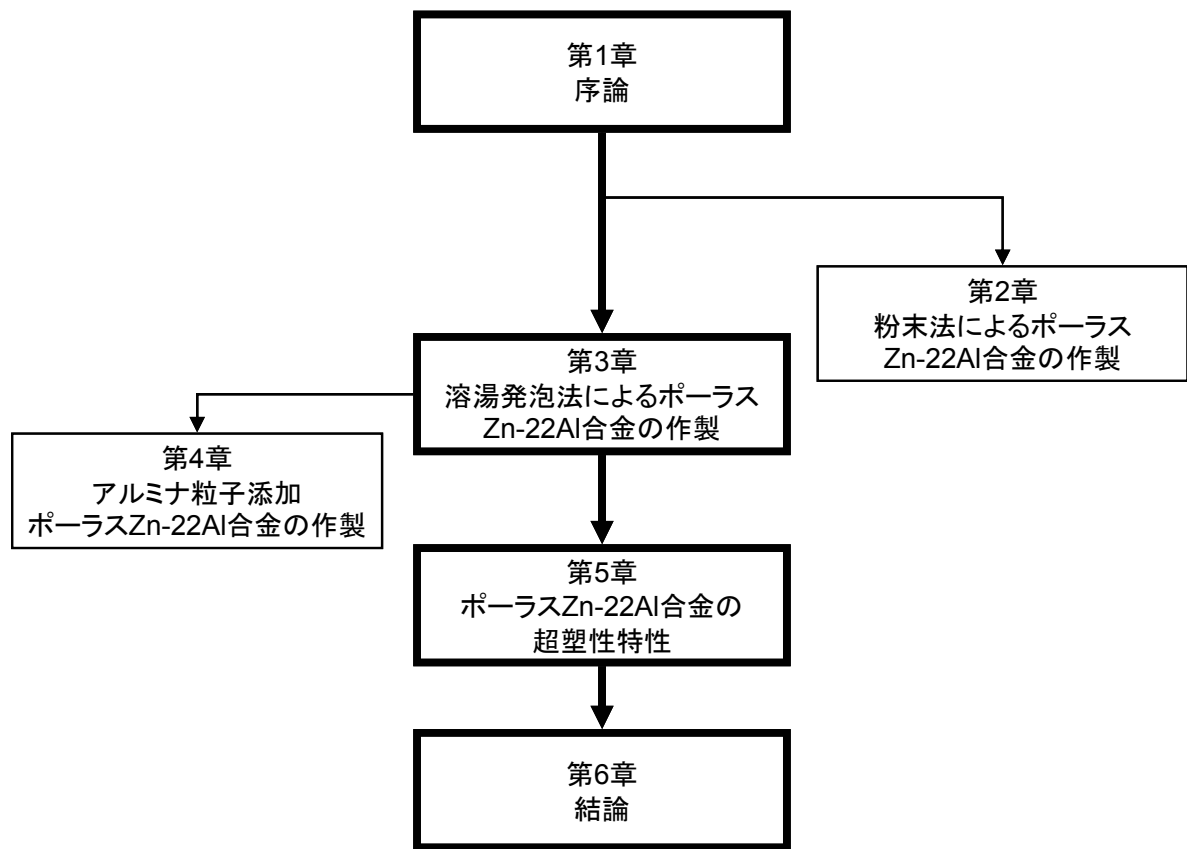 第1章
序論
第2章
粉末法によるポーラス
Zn-22Al合金の作製
第3章
溶湯発泡法によるポーラス
Zn-22Al合金の作製
第4章
アルミナ粒子添加
ポーラスZn-22Al合金の作製
第5章
ポーラスZn-22Al合金の
超塑性特性
第6章
結論